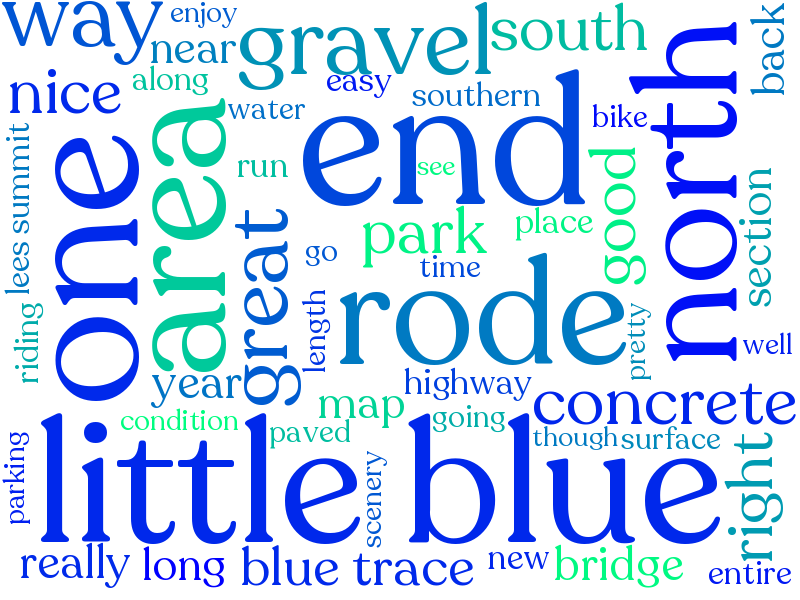 way
enjoy
near
gravel
south
back
nice
along
easy
water
southern
bike
north
one
area
end
lees summit
run
see
good
section
great
park
place
go
time
length
rode
pretty
riding
well
year
highway
map
concrete
condition
paved
going
though
surface
little blue
parking
scenery
right
really
long
blue trace
new
bridge
entire